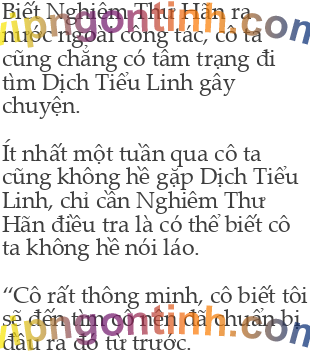 Biết Nghiêm Thư Hãn ra
nước ngoài công tác, cô ta
cũng chẳng có tâm trạng đi
tìm Dịch Tiểu Linh gây
chuyện.
Ít nhất một tuần qua cô ta
cũng không hề gặp Dịch Tiểu
Linh, chỉ cần Nghiêm Thư
Hãn điều tra là có thể biết cô
ta không hề nói láo.
“Cô rất thông minh, cô biết tôi
sẽ đến tìm cô nên đã chuẩn bị
đâu ra đó từ trước.
vipngontinh.com
vipngontinh.com